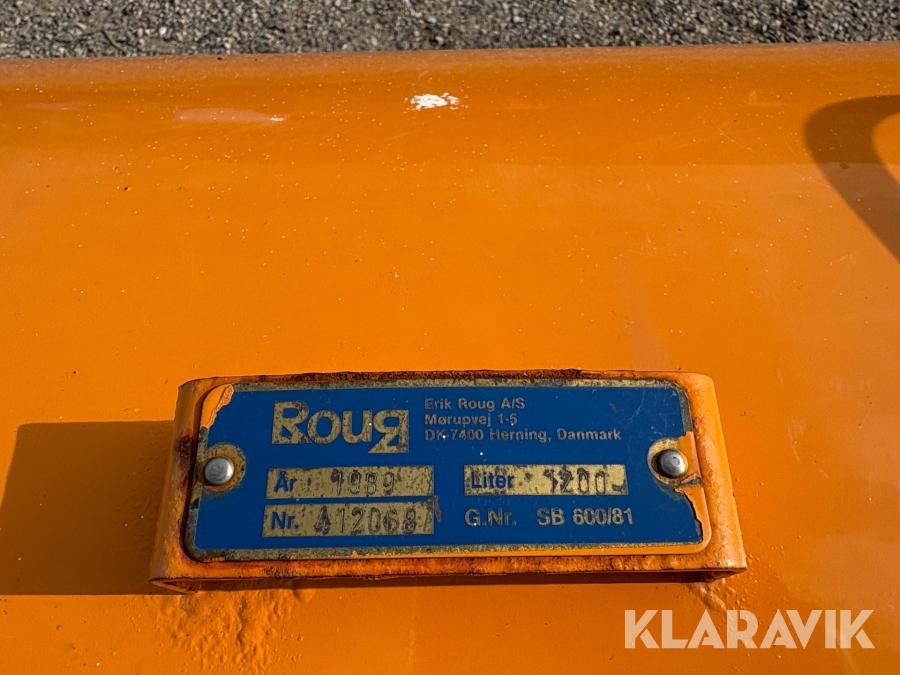 Roug
Erik Roug A/S
Mørupvej 1-5
DK-7400 Herning, Danmark
År 1989 Liter 1200
Nr. 412068 G.Nr. SB 600/81
KLARAVIK